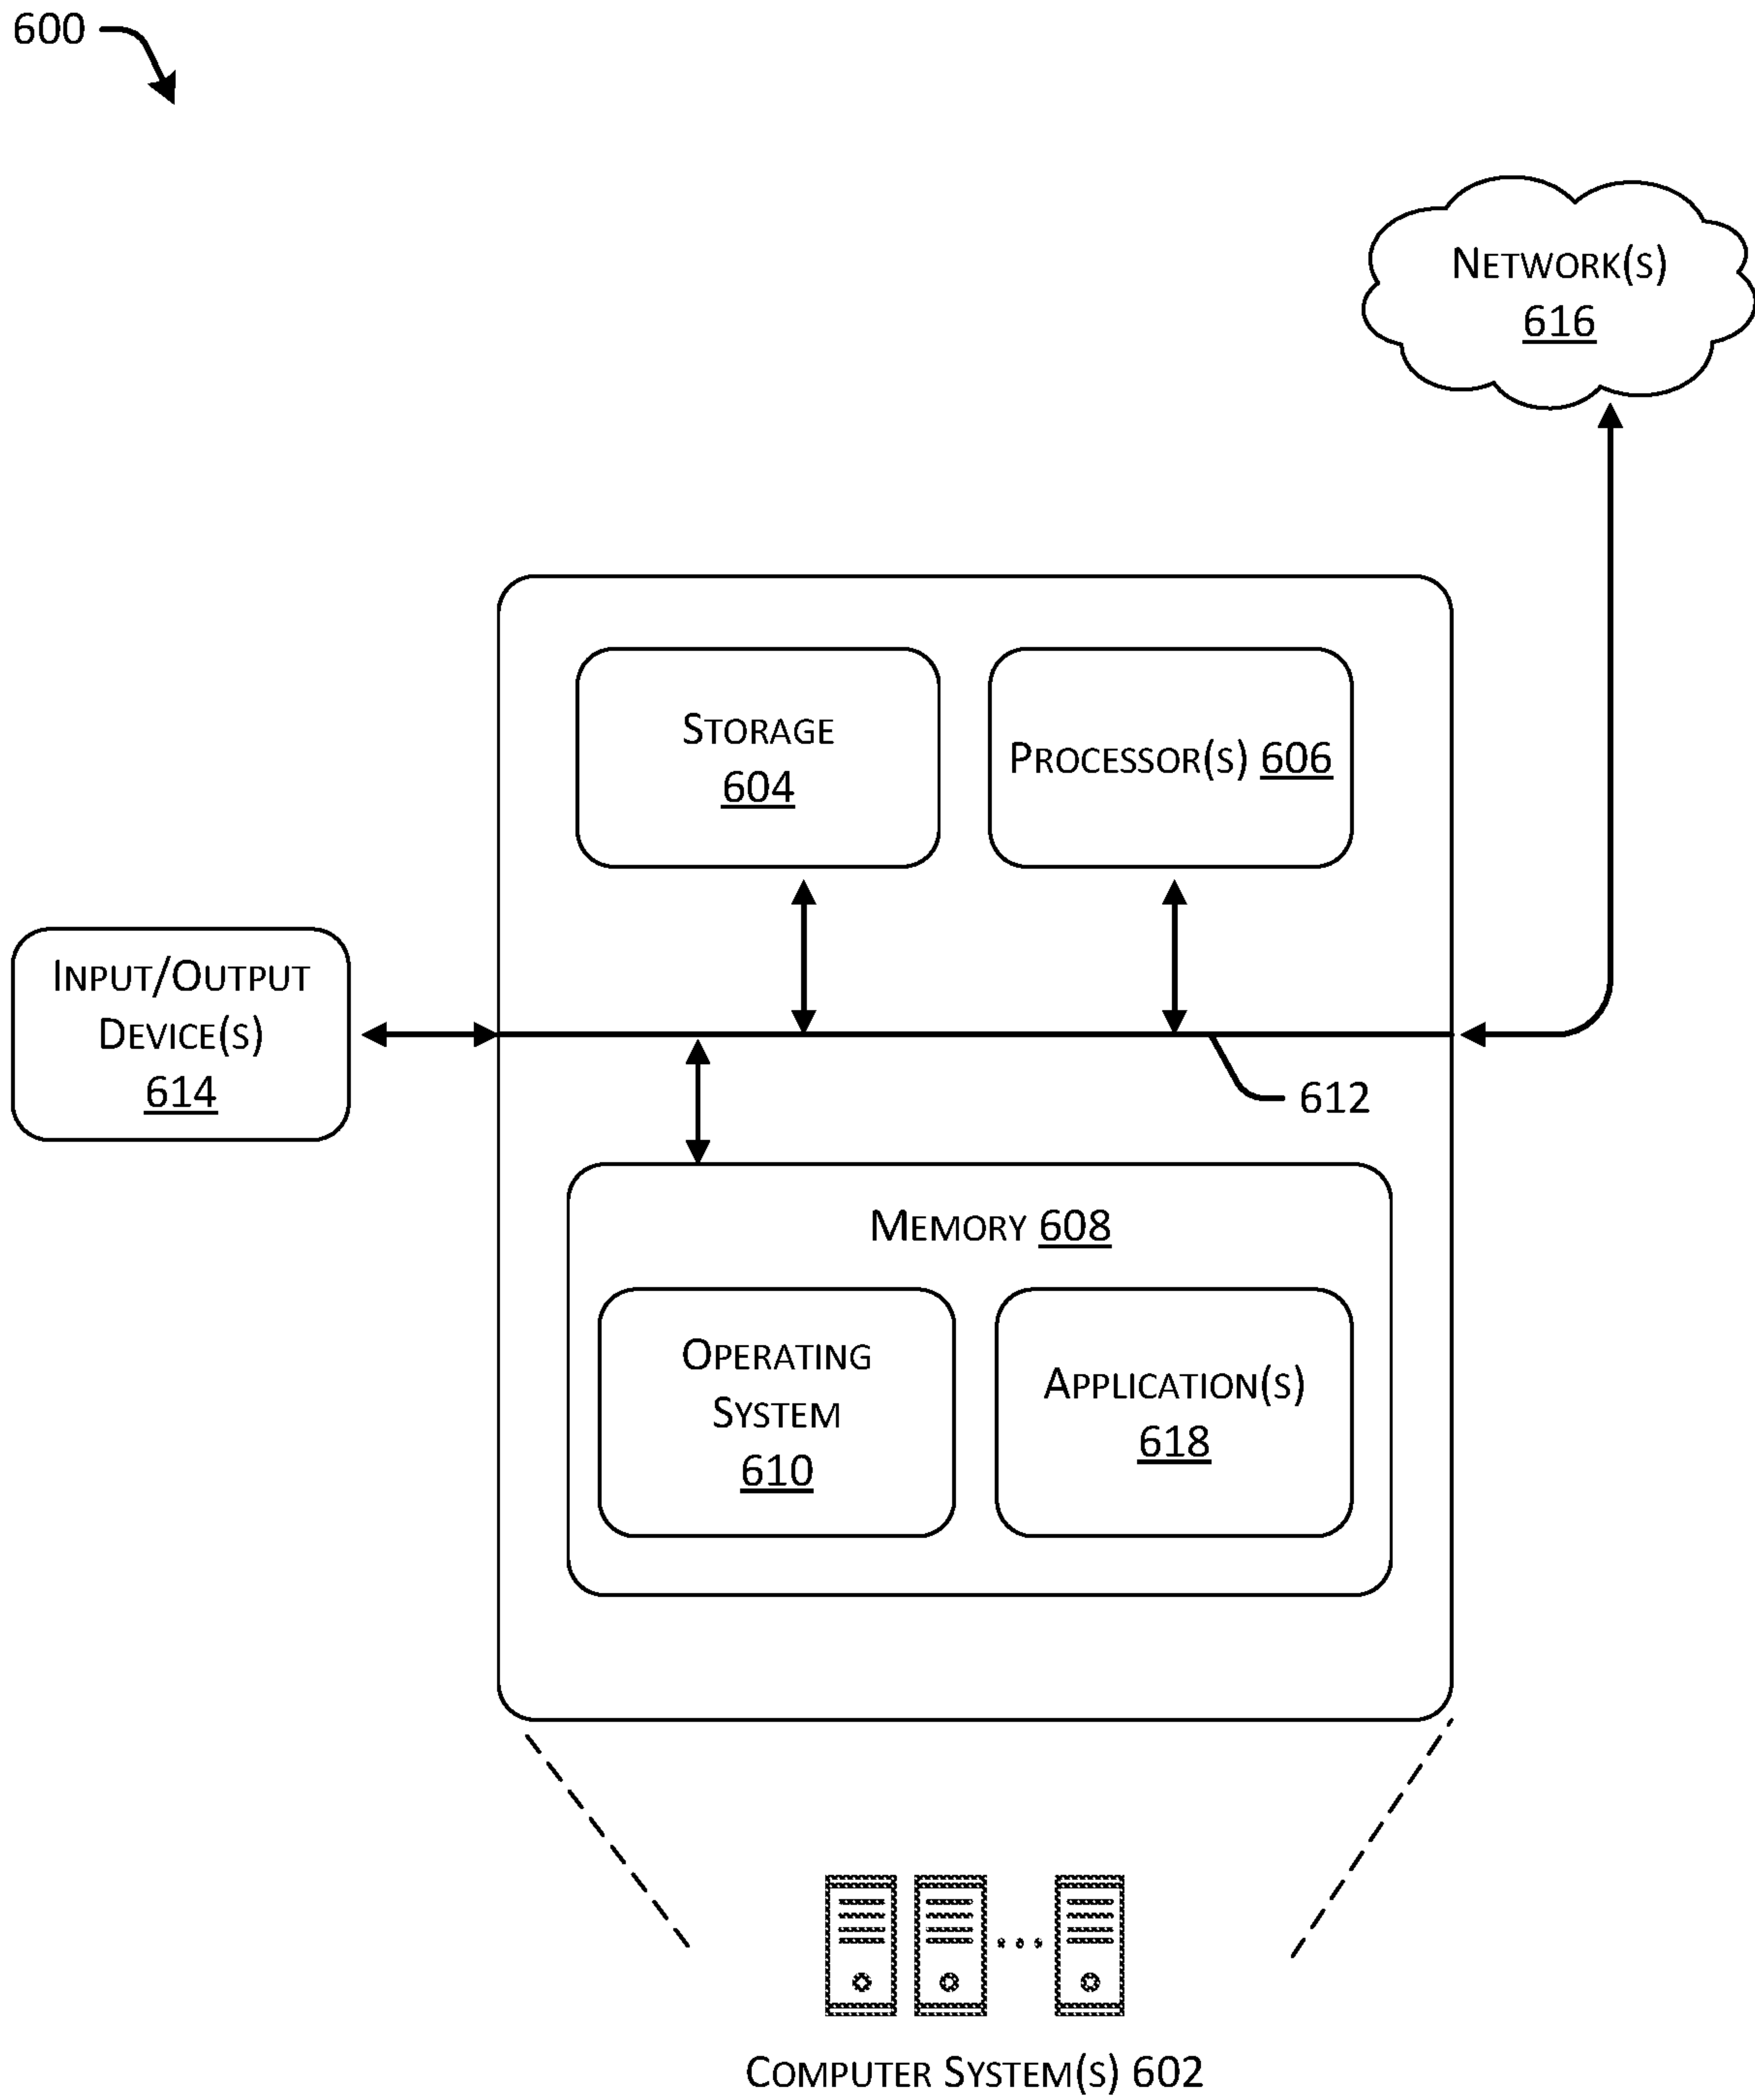 600
NETWORK(S)
616
STORAGE
604
PROCESSOR(S) 606
INPUT/OUTPUT
DEVICE(S)
614
612
MEMORY 608
OPERATING
SYSTEM
610
APPLICATION(S)
618
COMPUTER SYSTEM(S) 602